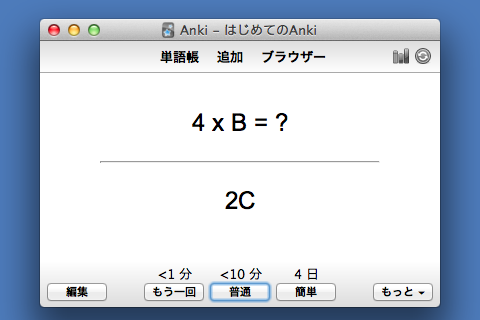 Anki – はじめてのAnki
単語帳 追加 ブラウザー
4 x B = ?
2C
<1 分 <10 分 4 日
編集 もう一回 普通 簡単 もっと